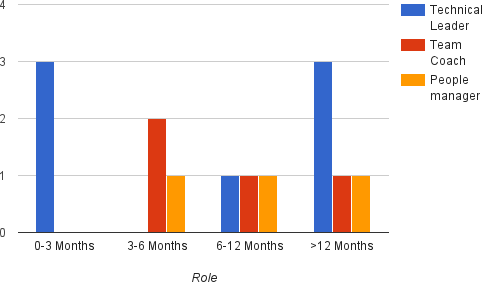 4
3
2
1
0
0-3 Months
3-6 Months
6-12 Months
>12 Months
Role
Technical
Leader
Team
Coach
People
manager